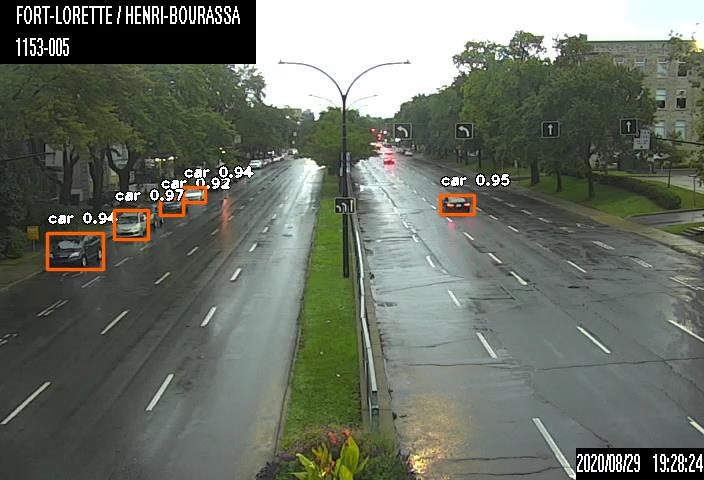 FORT-LORETTE / HENRI-BOURASSA
1153-005
car 0.94
car 0.92
car 0.97
car 0.94
car 0.95
2020/08/29 19:28:24